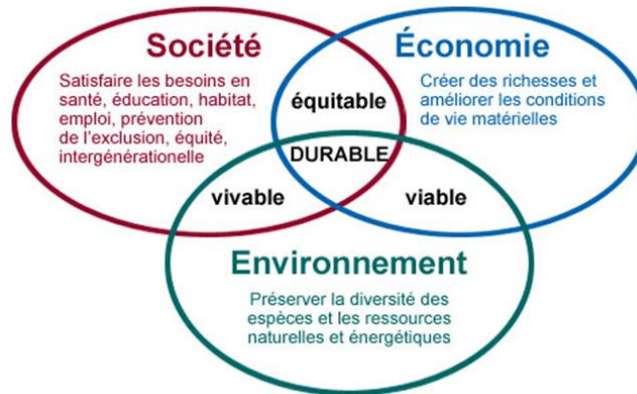 Société
Satisfaire les besoins en
santé, éducation, habitat,
emploi, prévention
de l'exclusion, équité,
intergénérationelle
Économie
Créer des richesses et
améliorer les conditions
de vie matérielles
équitable
DURABLE
vivable
viable
Environnement
Préserver la diversité des
espèces et les ressources
naturelles et énergétiques